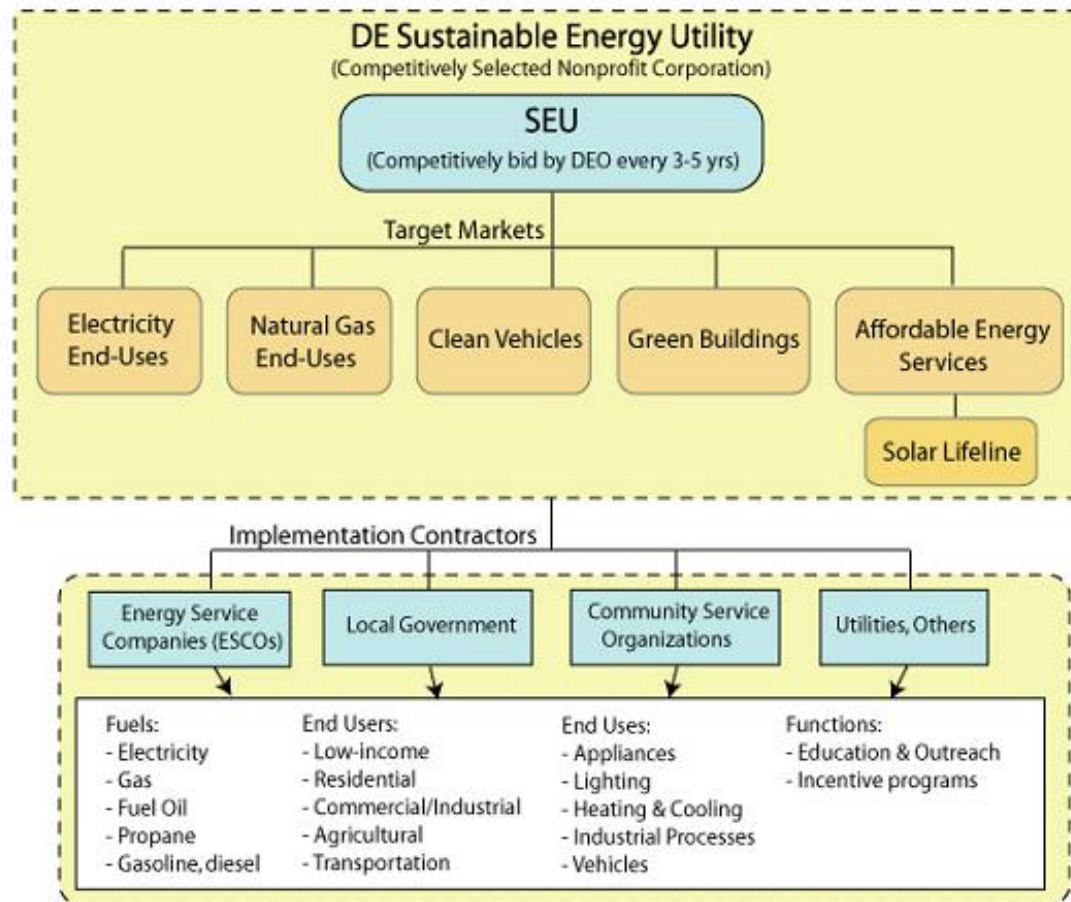 DE Sustainable Energy Utility
(Competitively Selected Nonprofit Corporation)
SEU
(Competitively bid by DEO every 3-5 yrs)
Target Markets
Electricity
End-Uses
Natural Gas
End-Uses
Clean Vehicles
Green Buildings
Affordable Energy
Services
Solar Lifeline
Implementation Contractors
Energy Service
Companies (ESCOs)
Local Government
Community Service
Organizations
Utilities, Others
Fuels:
- Electricity
- Gas
- Fuel Oil
- Propane
- Gasoline, diesel
End Users:
- Low-income
- Residential
- Commercial/Industrial
- Agricultural
- Transportation
End Uses:
- Appliances
- Lighting
- Heating & Cooling
- Industrial Processes
- Vehicles
Functions:
- Education & Outreach
- Incentive programs